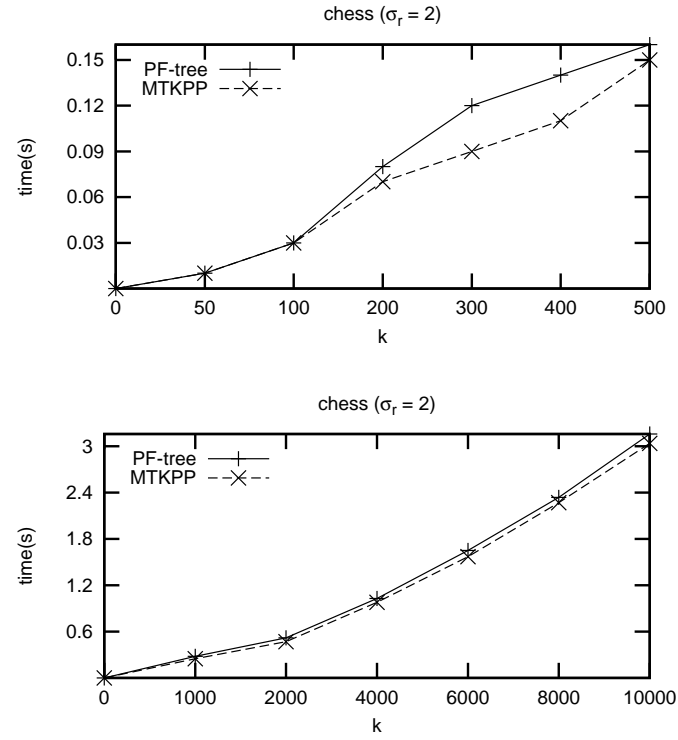 chess (σr = 2)
0.15
PF-tree
MTKPP
0.12
0.09
time(s)
0.06
0.03
0 50 100 200 300 400 500
k
chess (σr = 2)
3
PF-tree
MTKPP
2.4
1.8
time(s)
1.2
0.6
0 1000 2000 4000 6000 8000 10000
k